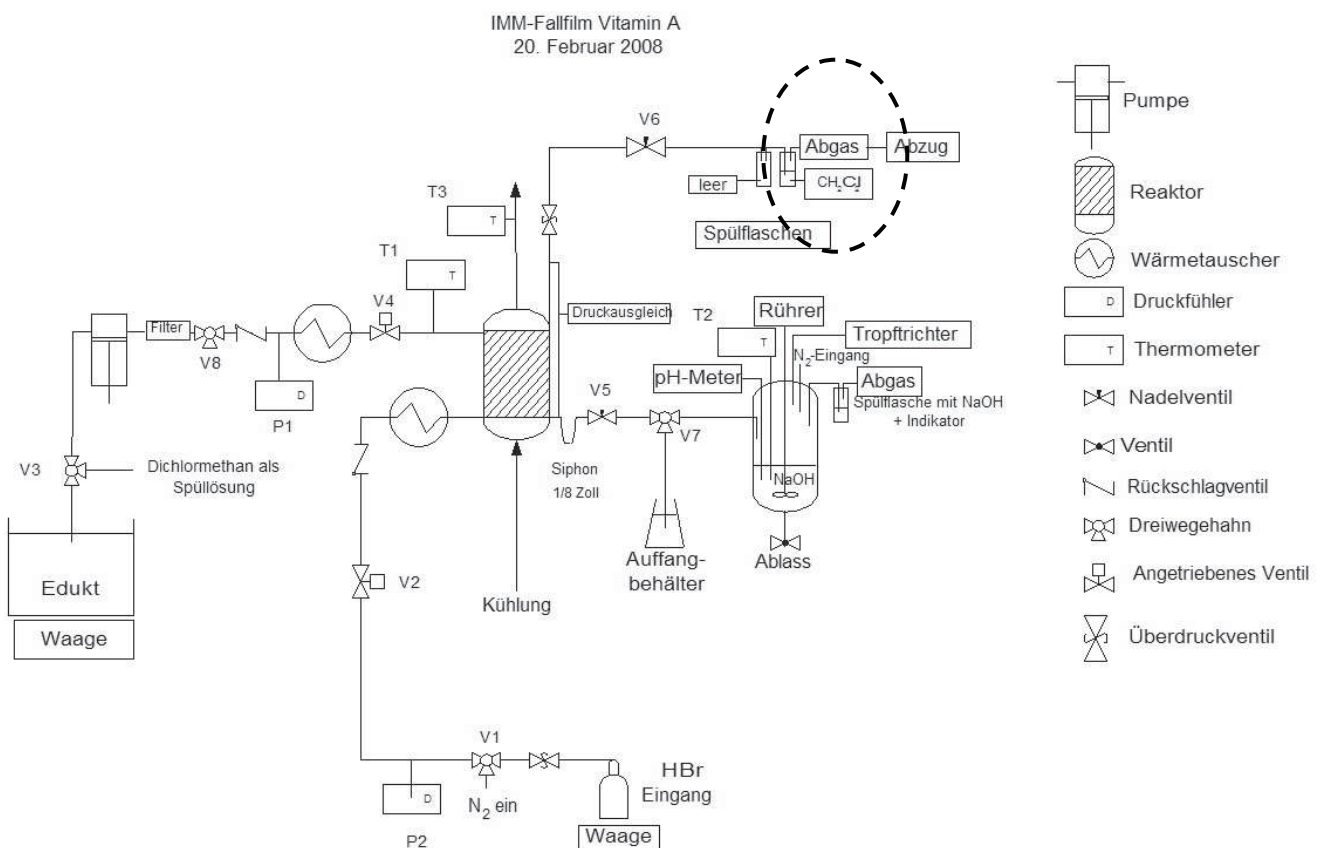 IMM-Fallfilm Vitamin A
20. Februar 2008
V6
Abgas
Abzug
leer
CH2Cl2
Spülflaschen
T3
T
T1
T
V4
Druckausgleich
T2
T
Rührer
Tropftrichter
N2-Eingang
pH-Meter
Abgas
Spülflasche mit NaOH
+ Indikator
Filter
V8
D
P1
V5
V7
V3
Dichlormethan als
Spüllösung
Siphon
1/8 Zoll
NaOH
Auffang-
behälter
Ablass
Edukt
Waage
V2
Kühlung
V1
HBr
Eingang
N2 ein
D
P2
Waage
Pumpe
Reaktor
Wärmetauscher
D
Druckfühler
T
Thermometer
Nadelventil
Ventil
Rückschlagventil
Dreiwegehahn
Angetriebenes Ventil
Überdruckventil